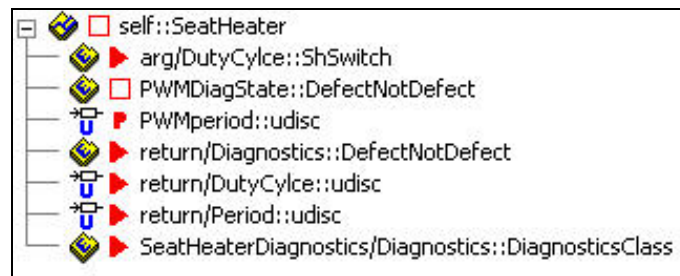 self::SeatHeater
arg/DutyCylce::ShSwitch
PWMDiagState::DefectNotDefect
PWMperiod::udisc
return/Diagnostics::DefectNotDefect
return/DutyCylce::udisc
return/Period::udisc
SeatHeaterDiagnostics/Diagnostics::DiagnosticsClass